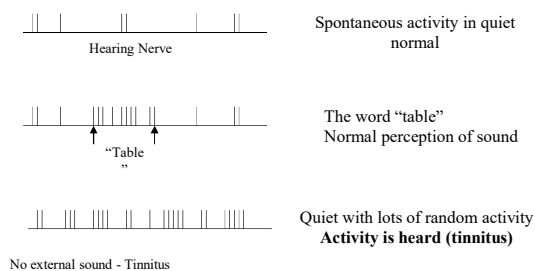 Spontaneous activity in quiet
normal
Hearing Nerve
The word “table”
Normal perception of sound
“Table
”
Quiet with lots of random activity
Activity is heard (tinnitus)
No external sound - Tinnitus